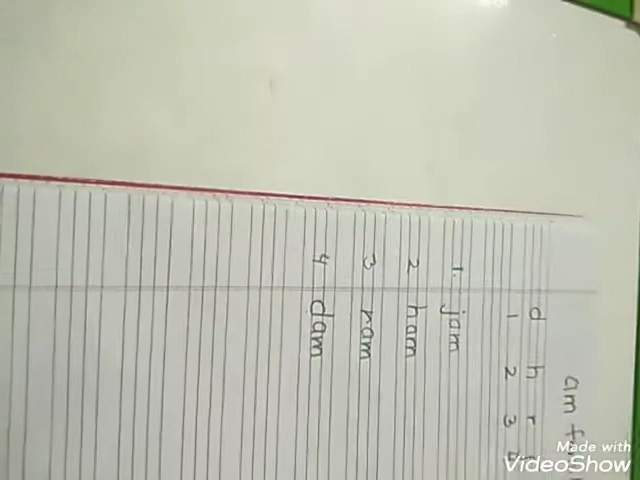 am
d h r
1 2 3 4
1. jam
2 ham
3 ram
4 dam
Made with
VideoShow